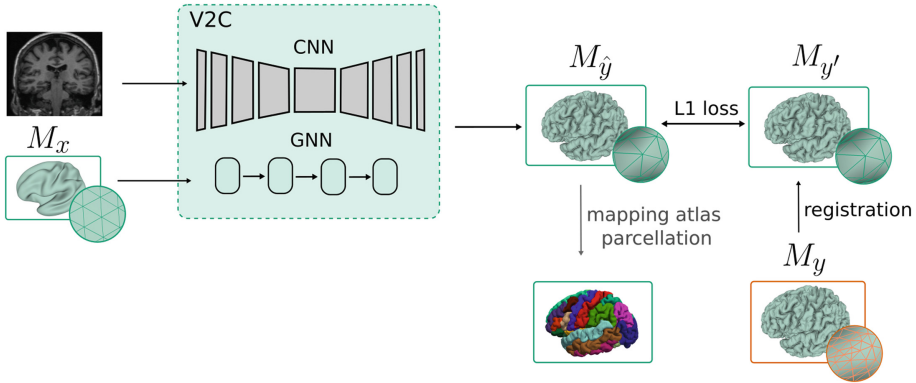 V2C
CNN
GNN
M_x
M_ŷ
L1 loss
M_y′
mapping atlas
parcellation
registration
M_y